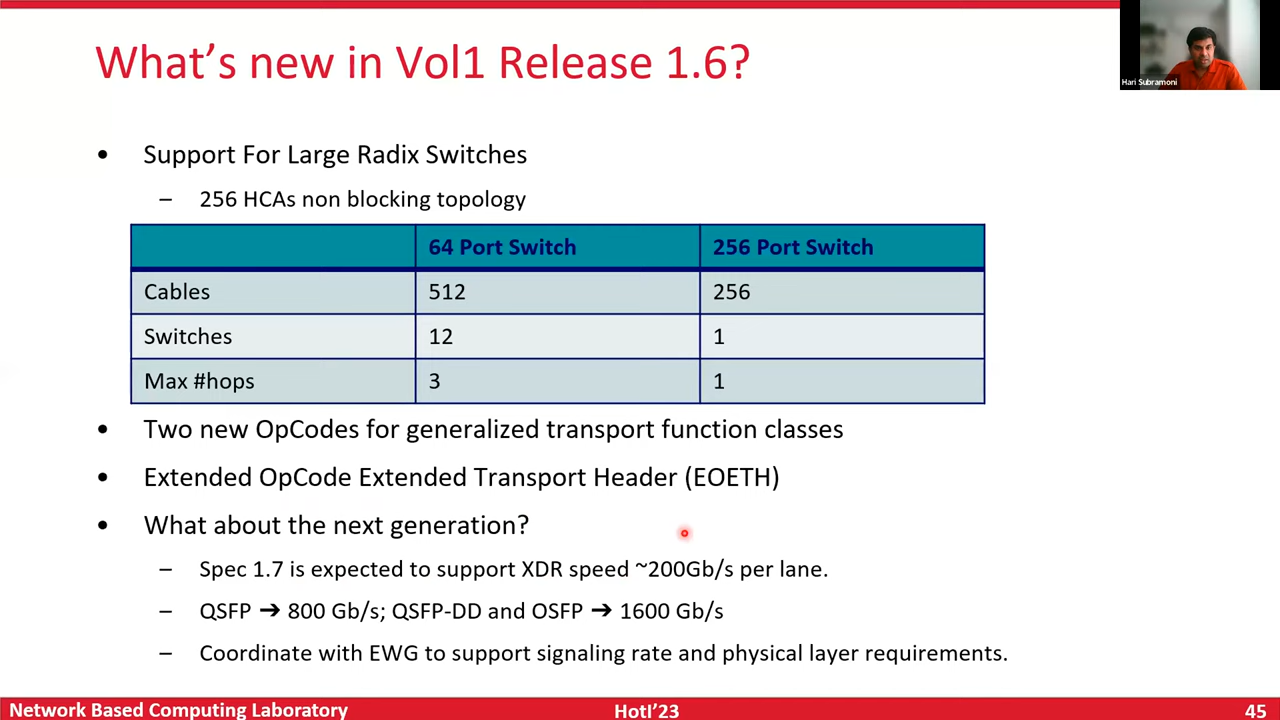 What's new in Vol1 Release 1.6?
Hari Subramoni
• Support For Large Radix Switches
– 256 HCAs non blocking topology
64 Port Switch 256 Port Switch
Cables 512 256
Switches 12 1
Max #hops 3 1
• Two new OpCodes for generalized transport function classes
• Extended OpCode Extended Transport Header (EOETH)
• What about the next generation?
– Spec 1.7 is expected to support XDR speed ~200Gb/s per lane.
– QSFP ➔ 800 Gb/s; QSFP-DD and OSFP ➔ 1600 Gb/s
– Coordinate with EWG to support signaling rate and physical layer requirements.
Network Based Computing Laboratory HotI'23 45